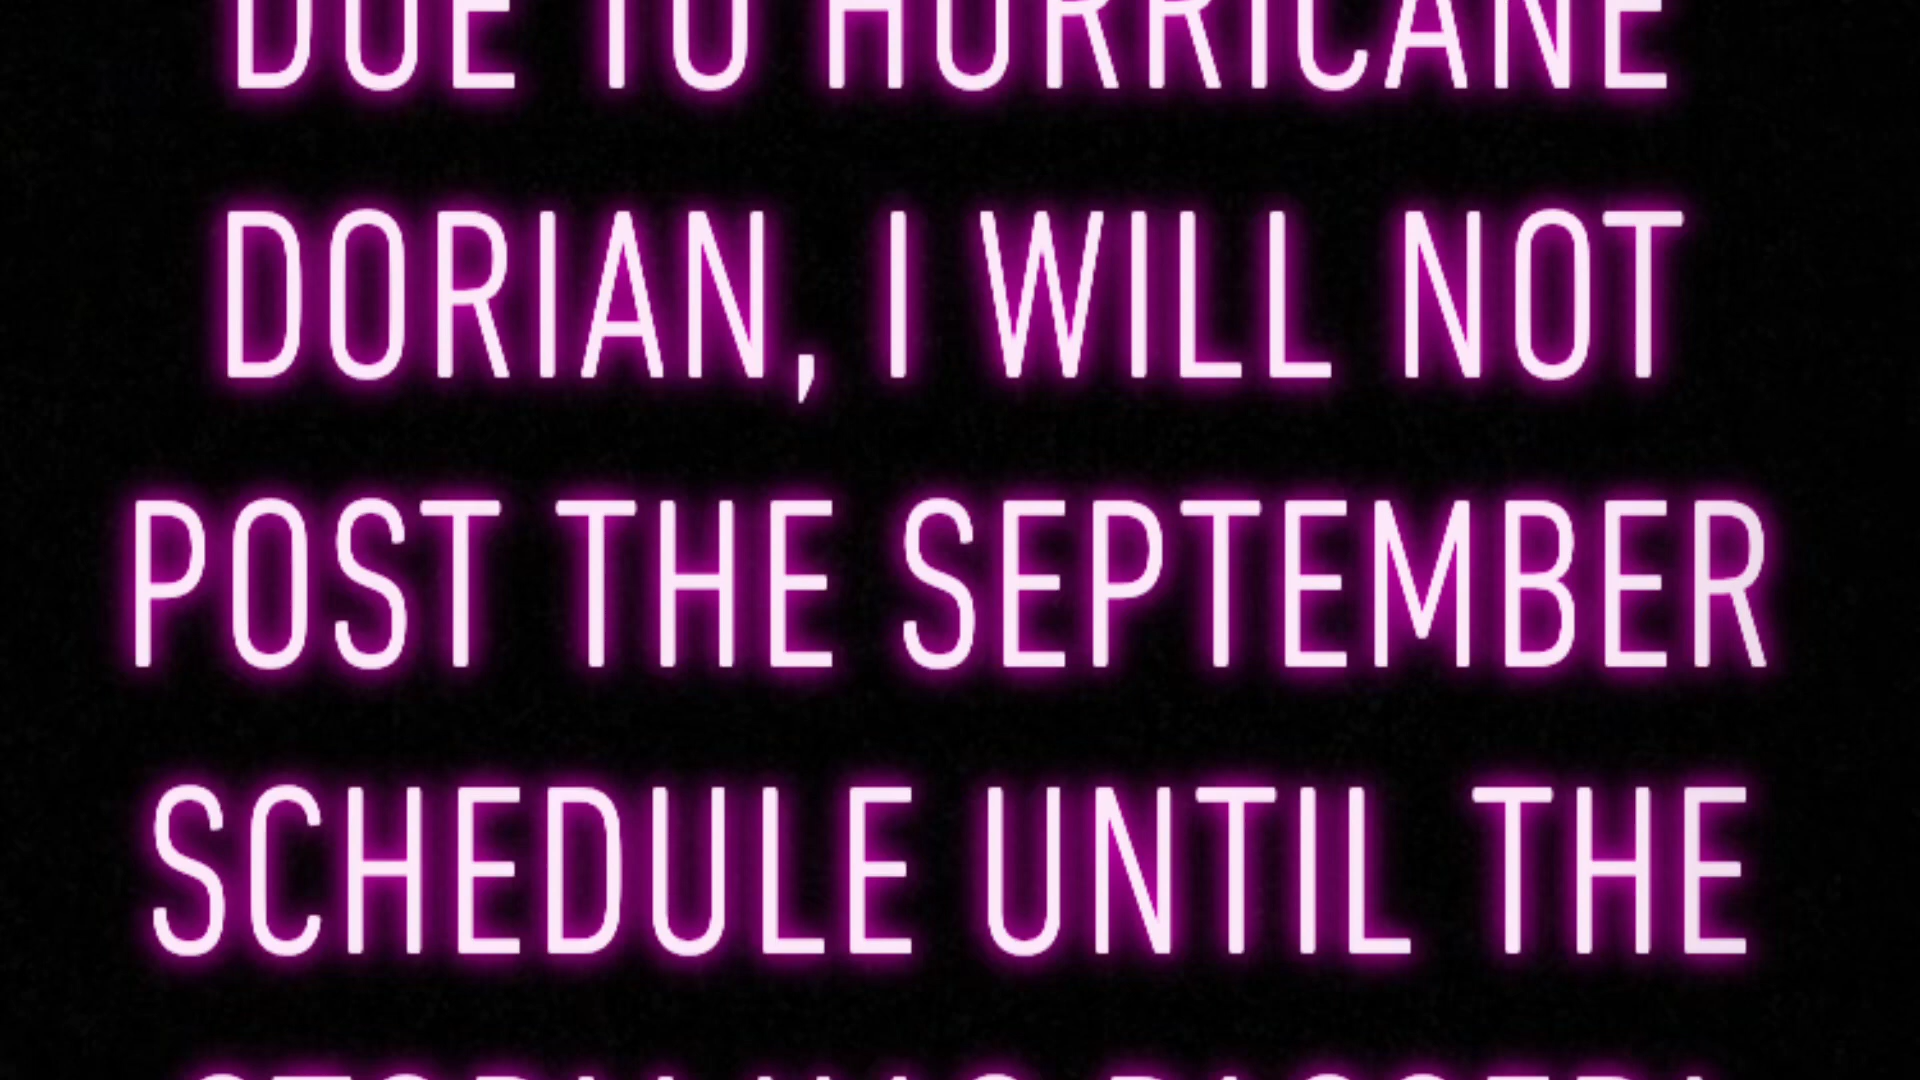 DUE TO HURRICANE
DORIAN, I WILL NOT
POST THE SEPTEMBER
SCHEDULE UNTIL THE